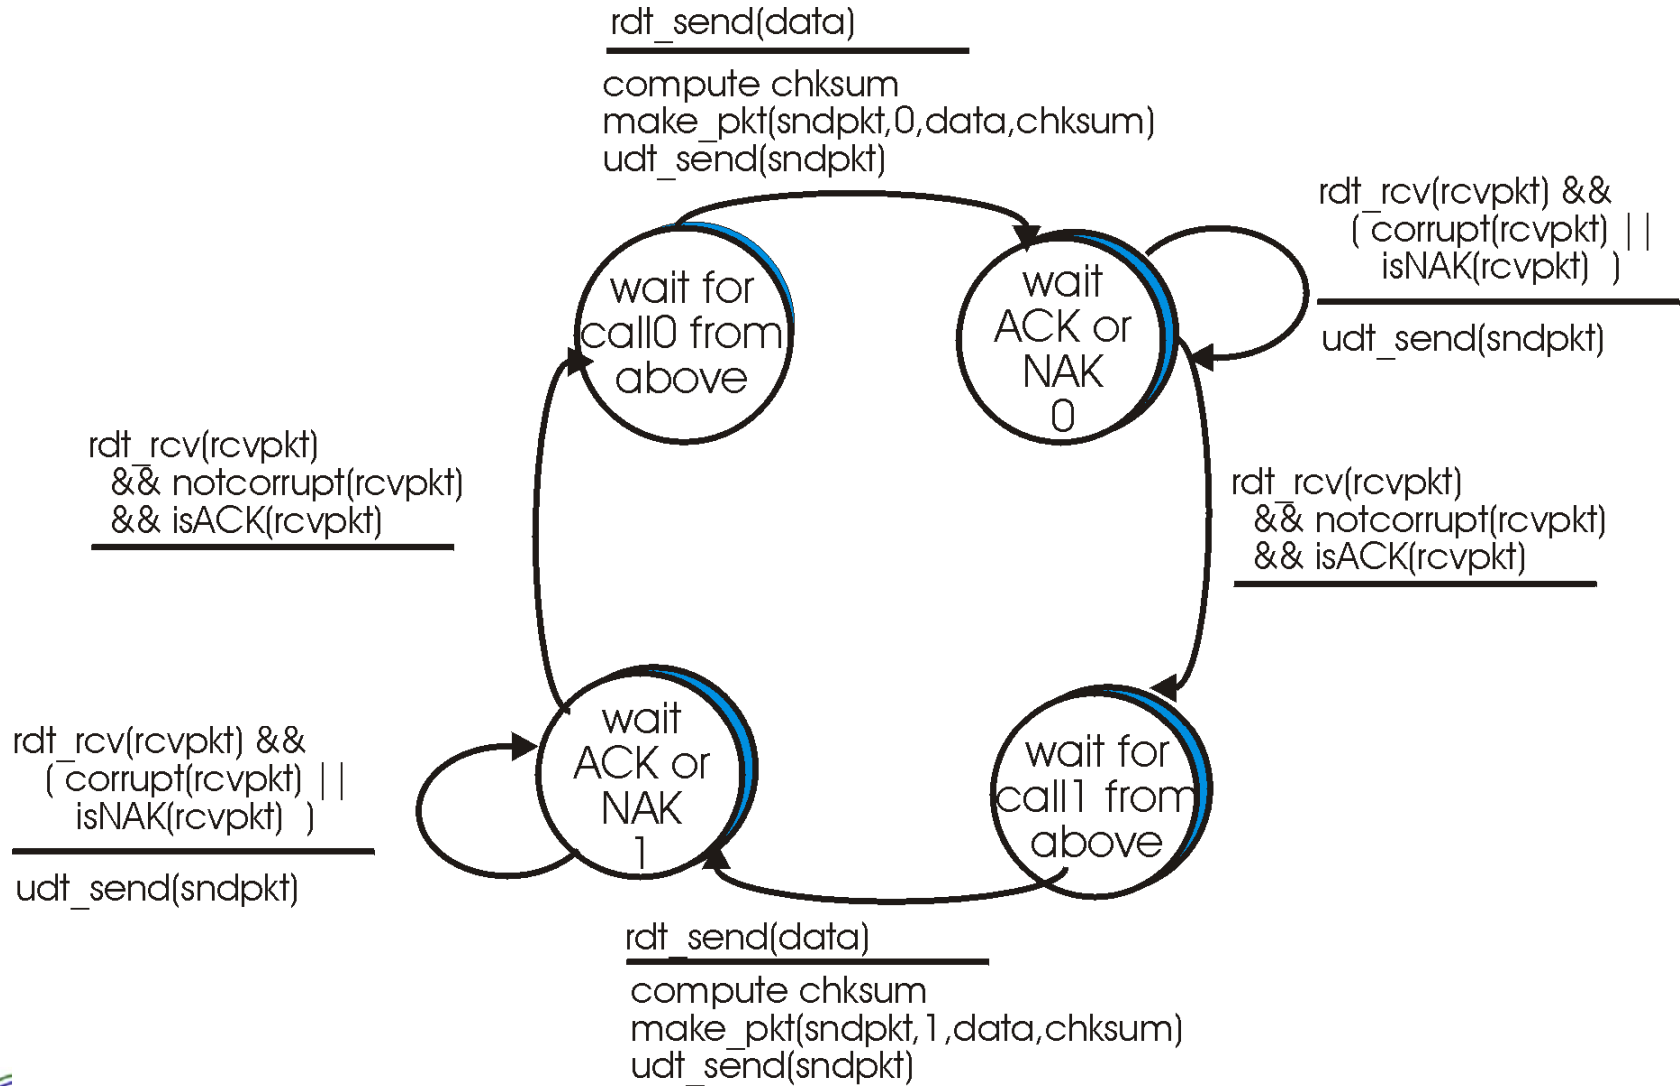 rdt_send(data)
compute chksum
make_pkt(sndpkt,0,data,chksum)
udt_send(sndpkt)
rdt_rcv(rcvpkt) &&
( corrupt(rcvpkt) ||
isNAK(rcvpkt) )
udt_send(sndpkt)
wait for
call0 from
above
wait
ACK or
NAK
0
rdt_rcv(rcvpkt)
&& notcorrupt(rcvpkt)
&& isACK(rcvpkt)
rdt_rcv(rcvpkt)
&& notcorrupt(rcvpkt)
&& isACK(rcvpkt)
rdt_rcv(rcvpkt) &&
( corrupt(rcvpkt) ||
isNAK(rcvpkt) )
udt_send(sndpkt)
wait
ACK or
NAK
1
wait for
call1 from
above
rdt_send(data)
compute chksum
make_pkt(sndpkt,1,data,chksum)
udt_send(sndpkt)